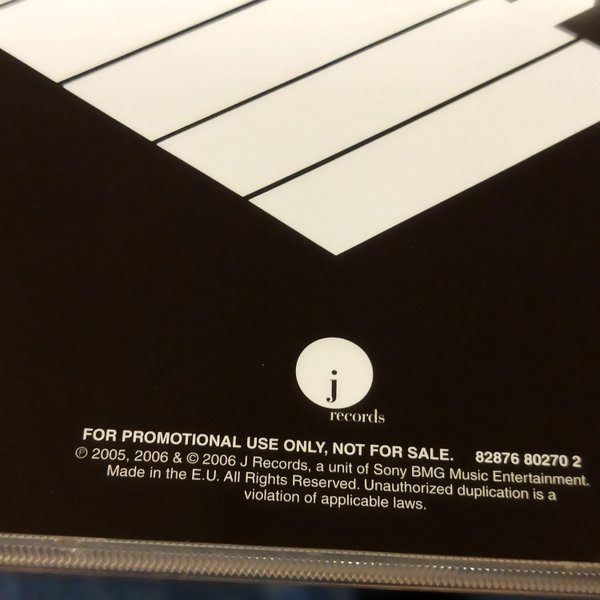 j
records
FOR PROMOTIONAL USE ONLY, NOT FOR SALE. 82876 80270 2
℗ 2005, 2006 & © 2006 J Records, a unit of Sony BMG Music Entertainment.
Made in the E.U. All Rights Reserved. Unauthorized duplication is a
violation of applicable laws.